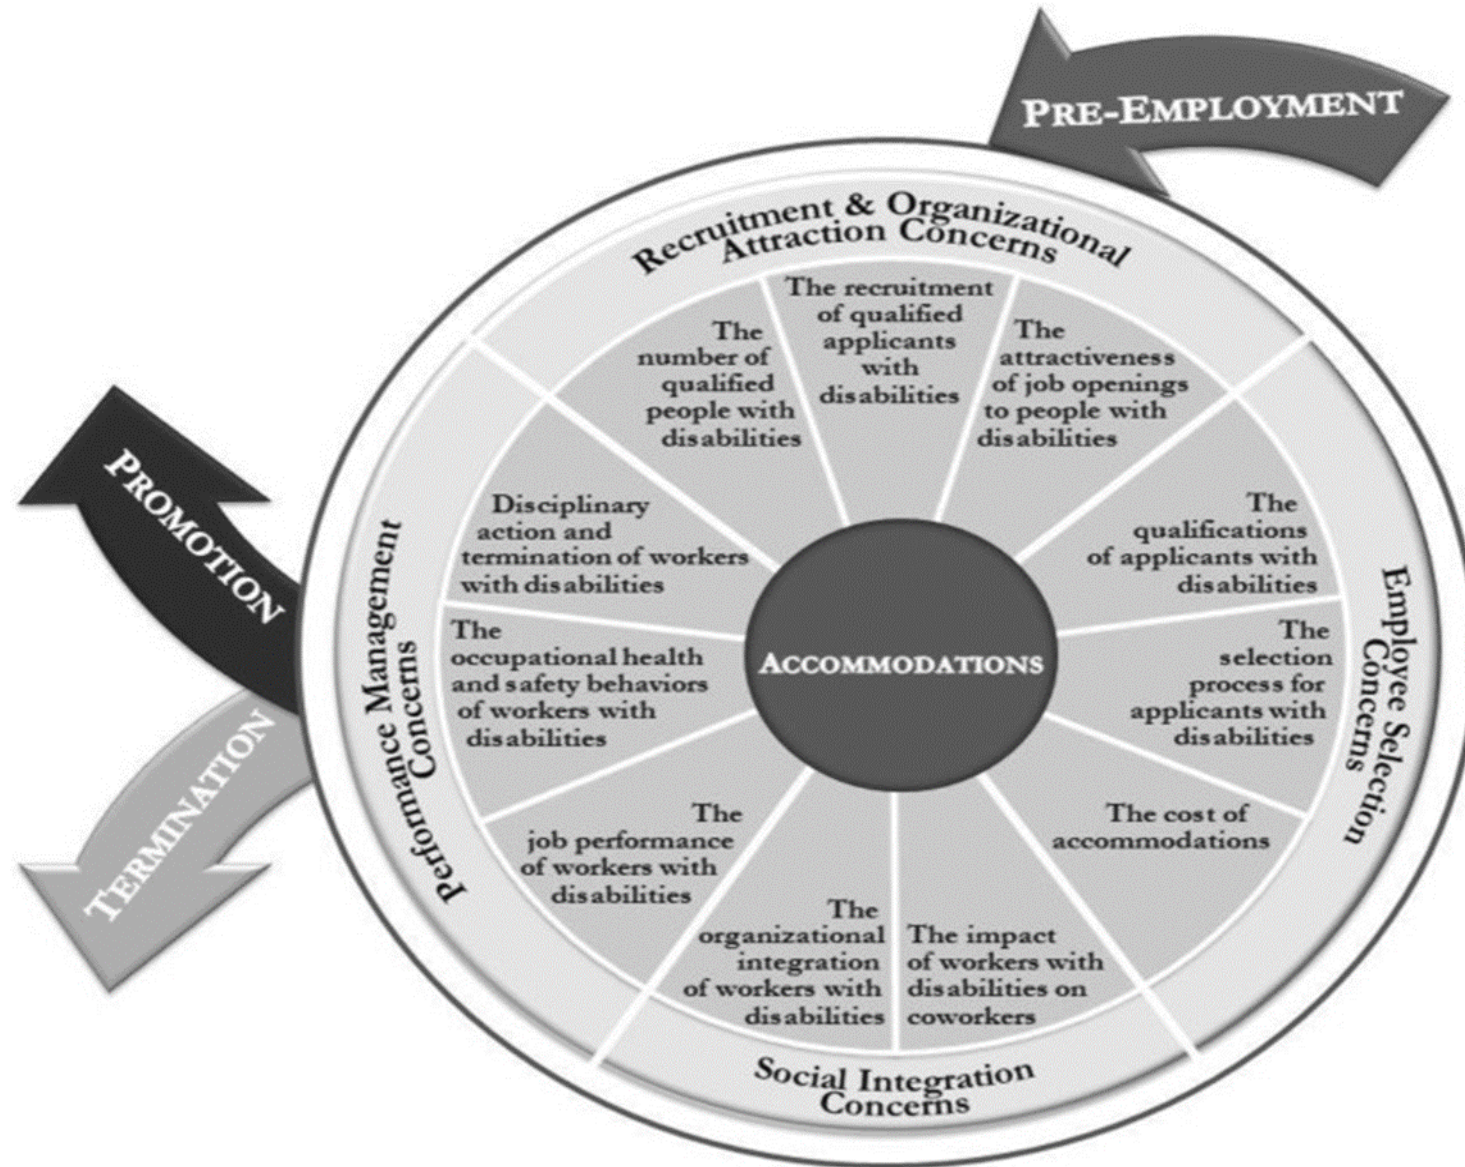 PRE-EMPLOYMENT
Recruitment & Organizational
Attraction Concerns
The recruitment
of qualified
applicants
with
disabilities
The
attractiveness
of job openings
to people with
disabilities
The
qualifications
of applicants with
disabilities
The
selection
process for
applicants with
disabilities
The cost of
accommodations
Employee Selection
Concerns
The impact
of workers with
disabilities on
coworkers
The
organizational
integration
of workers with
disabilities
Social Integration
Concerns
The
job performance
of workers with
disabilities
The
occupational health
and safety behaviors
of workers with
disabilities
Disciplinary
action and
termination of workers
with disabilities
Performance Management
Concerns
The
number of
qualified
people with
disabilities
ACCOMMODATIONS
PROMOTION
TERMINATION